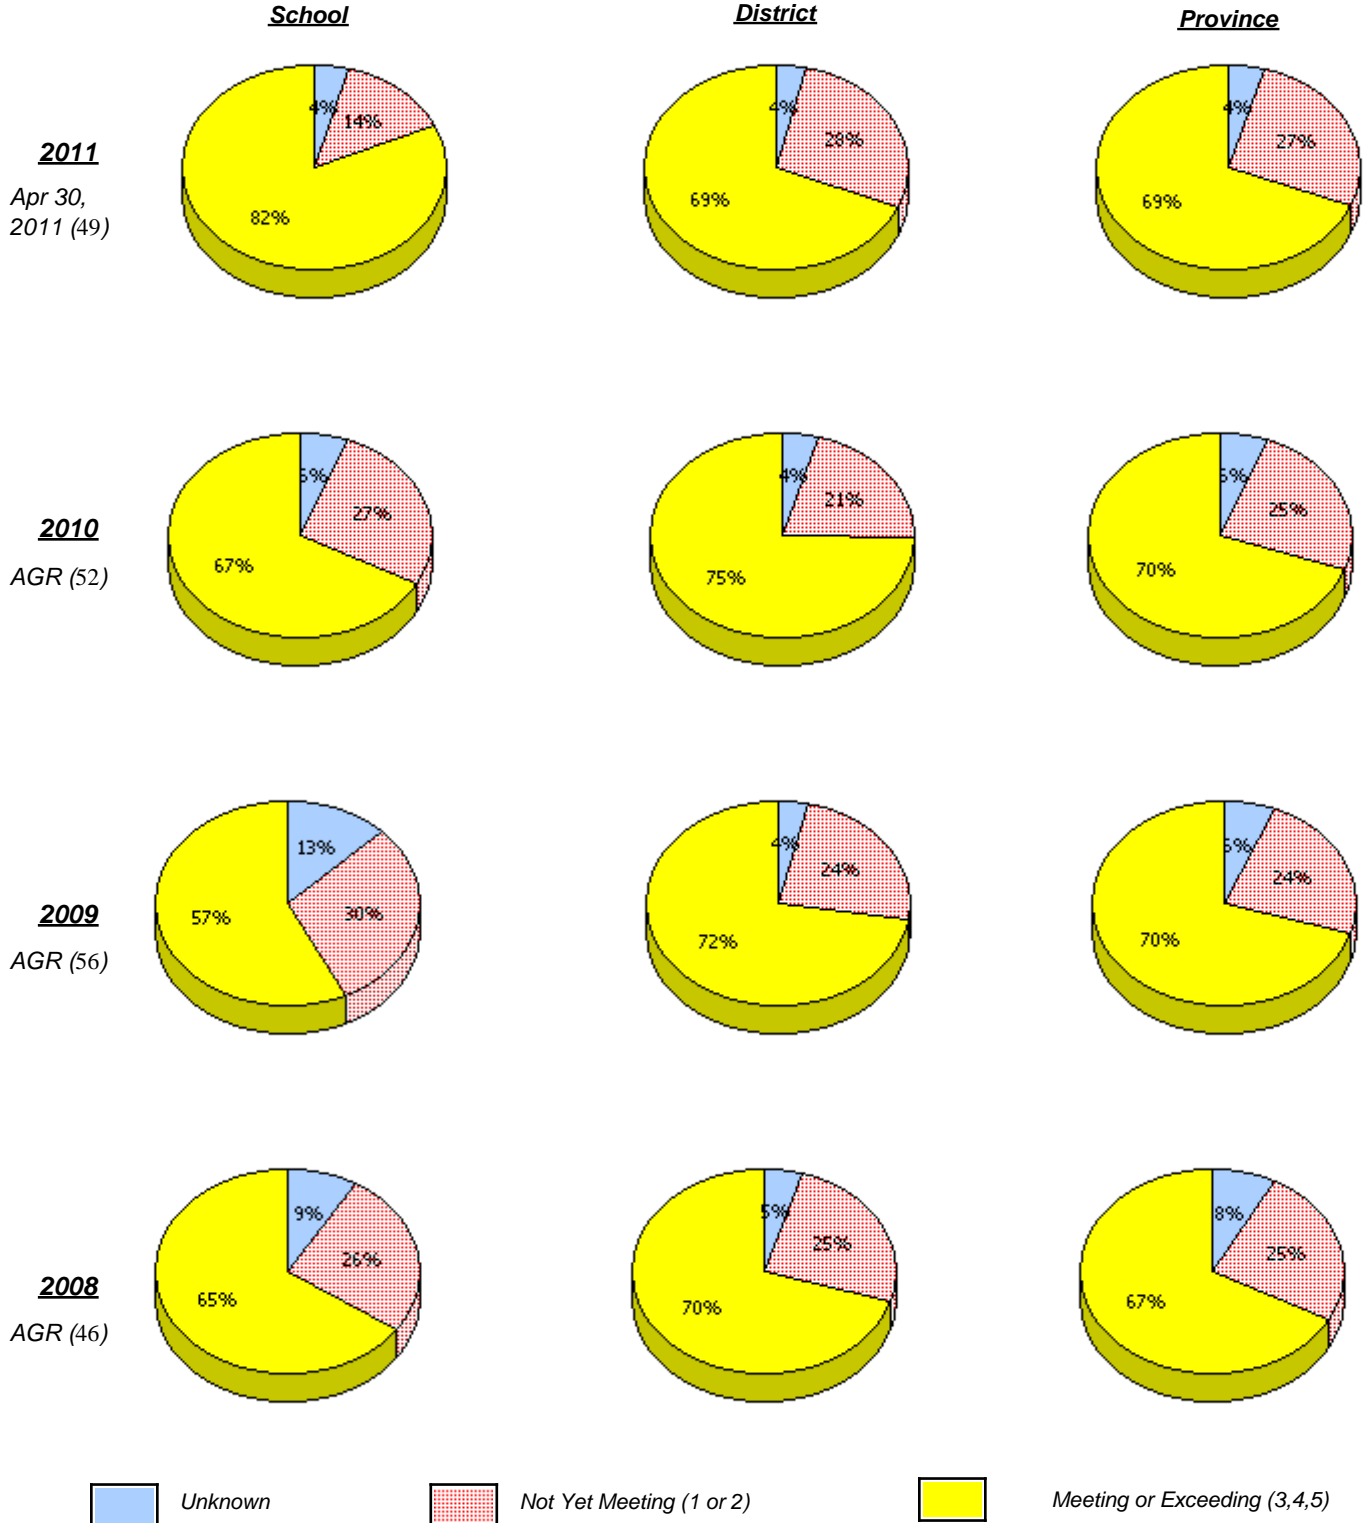 School District Province
2011
Apr 30,
2011 (49)
4% 14% 82%
4% 28% 69%
4% 27% 69%
2010
AGR (52)
27% 67%
4% 21% 75%
25% 70%
2009
AGR (56)
13% 30% 57%
4% 24% 72%
24% 70%
2008
AGR (46)
9% 26% 65%
5% 25% 70%
8% 25% 67%
Unknown Not Yet Meeting (1 or 2) Meeting or Exceeding (3,4,5)